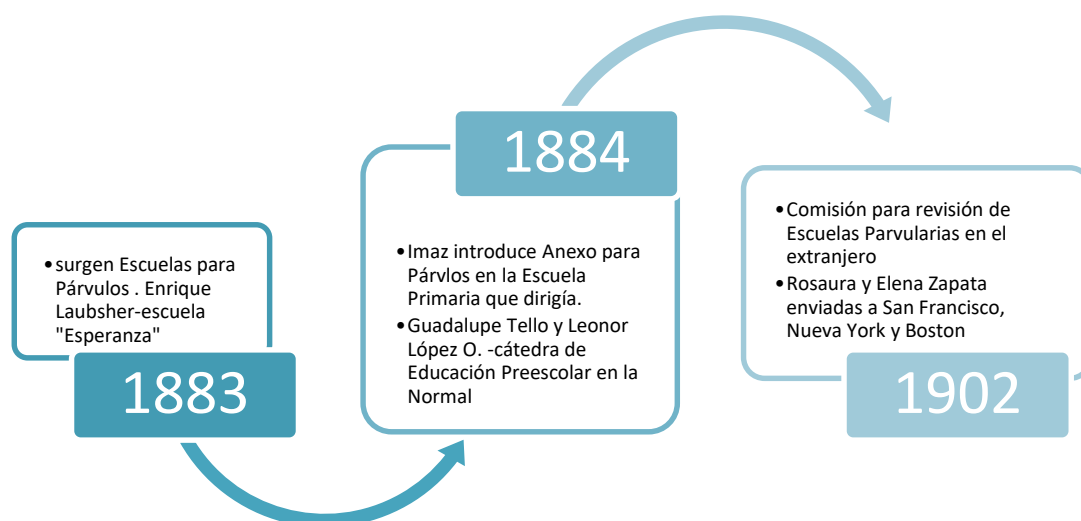 •surgen Escuelas para
Párvulos . Enrique
Laubsher-escuela
"Esperanza"
1883
1884
•Imaz introduce Anexo para
Párvlos en la Escuela
Primaria que dirigía.
•Guadalupe Tello y Leonor
López O. -cátedra de
Educación Preescolar en la
Normal
•Comisión para revisión de
Escuelas Parvularias en el
extranjero
•Rosaura y Elena Zapata
enviadas a San Francisco,
Nueva York y Boston
1902